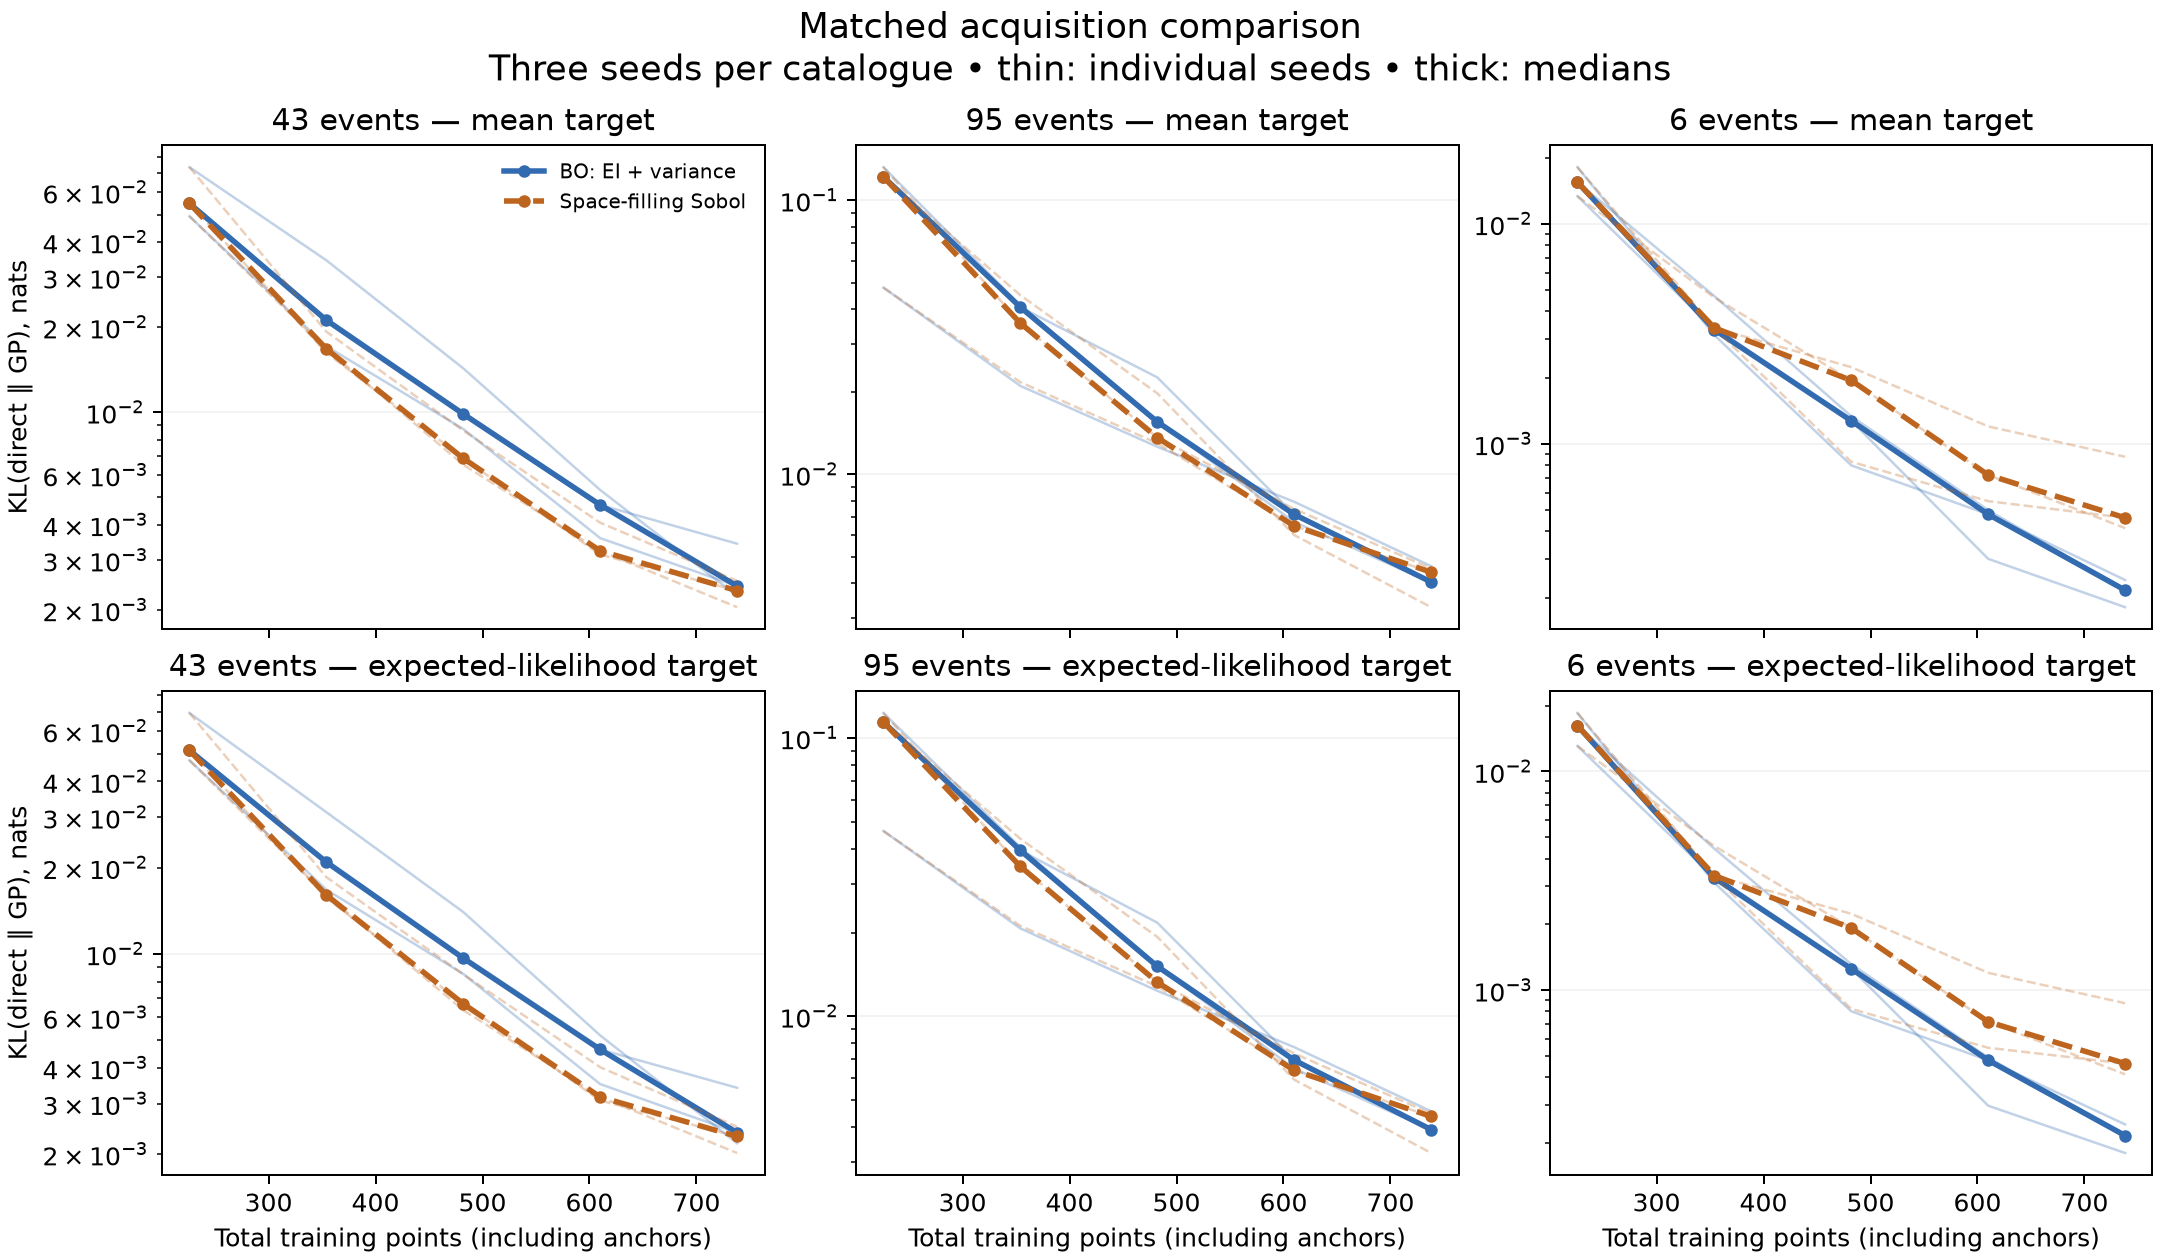 Matched acquisition comparison
Three seeds per catalogue • thin: individual seeds • thick: medians
43 events — mean target
95 events — mean target
6 events — mean target
BO: EI + variance
Space-filling Sobol
KL(direct ∥ GP), nats
6 × 10⁻²
4 × 10⁻²
3 × 10⁻²
2 × 10⁻²
10⁻²
6 × 10⁻³
4 × 10⁻³
3 × 10⁻³
2 × 10⁻³
10⁻¹
10⁻²
10⁻²
10⁻³
43 events — expected-likelihood target
95 events — expected-likelihood target
6 events — expected-likelihood target
KL(direct ∥ GP), nats
6 × 10⁻²
4 × 10⁻²
3 × 10⁻²
2 × 10⁻²
10⁻²
6 × 10⁻³
4 × 10⁻³
3 × 10⁻³
2 × 10⁻³
10⁻¹
10⁻²
10⁻²
10⁻³
300 400 500 600 700
300 400 500 600 700
300 400 500 600 700
Total training points (including anchors)
Total training points (including anchors)
Total training points (including anchors)